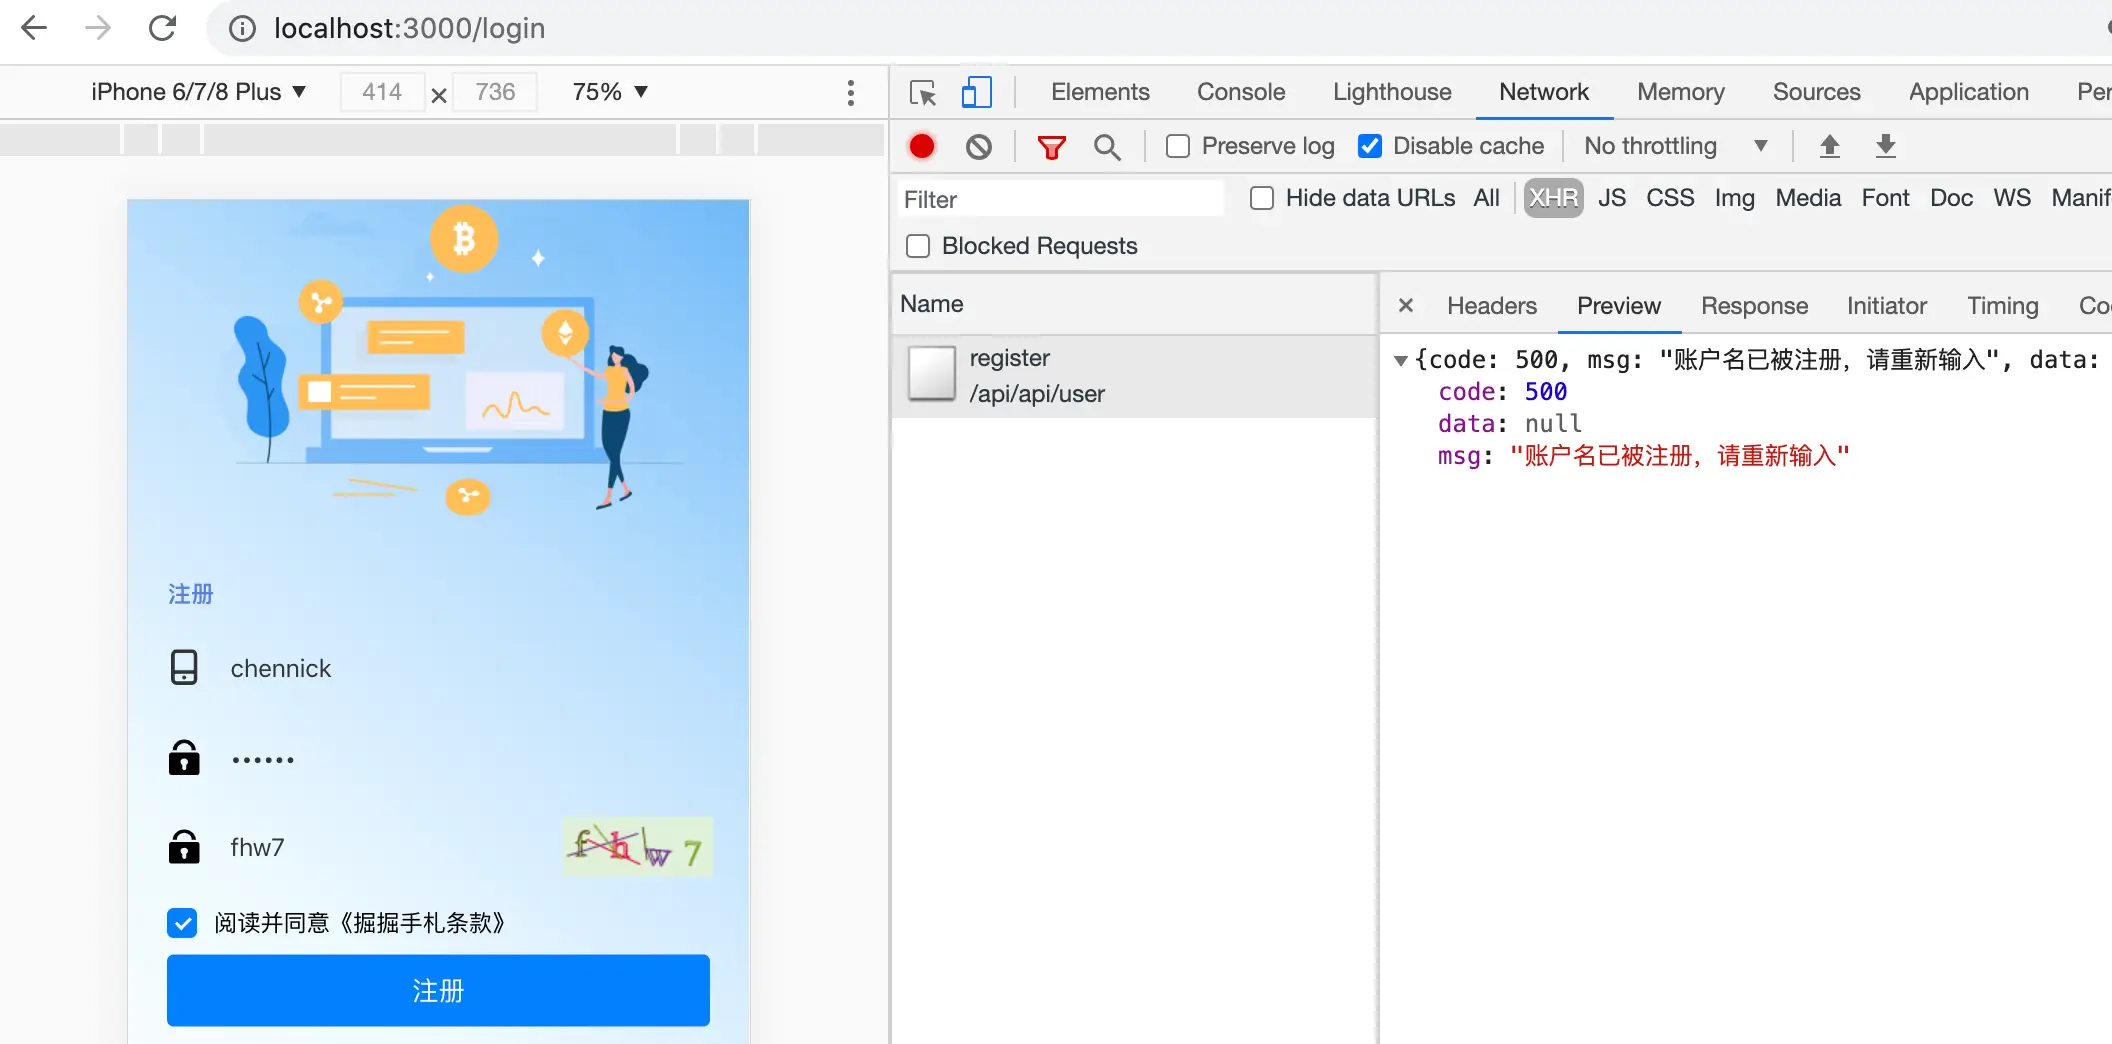 localhost:3000/login
iPhone 6/7/8 Plus ▼ 414 × 736 75% ▼
Elements Console Lighthouse Network Memory Sources Application
Preserve log Disable cache No throttling ▼
Filter Hide data URLs All XHR JS CSS Img Media Font Doc WS Manif
Blocked Requests
Name
× Headers Preview Response Initiator Timing
register
/api/api/user
▼{code: 500, msg: "账户名已被注册，请重新输入", data:
code: 500
data: null
msg: "账户名已被注册，请重新输入"
注册
chennick
••••••
fhw7
fhw7
阅读并同意《掘掘手札条款》
注册